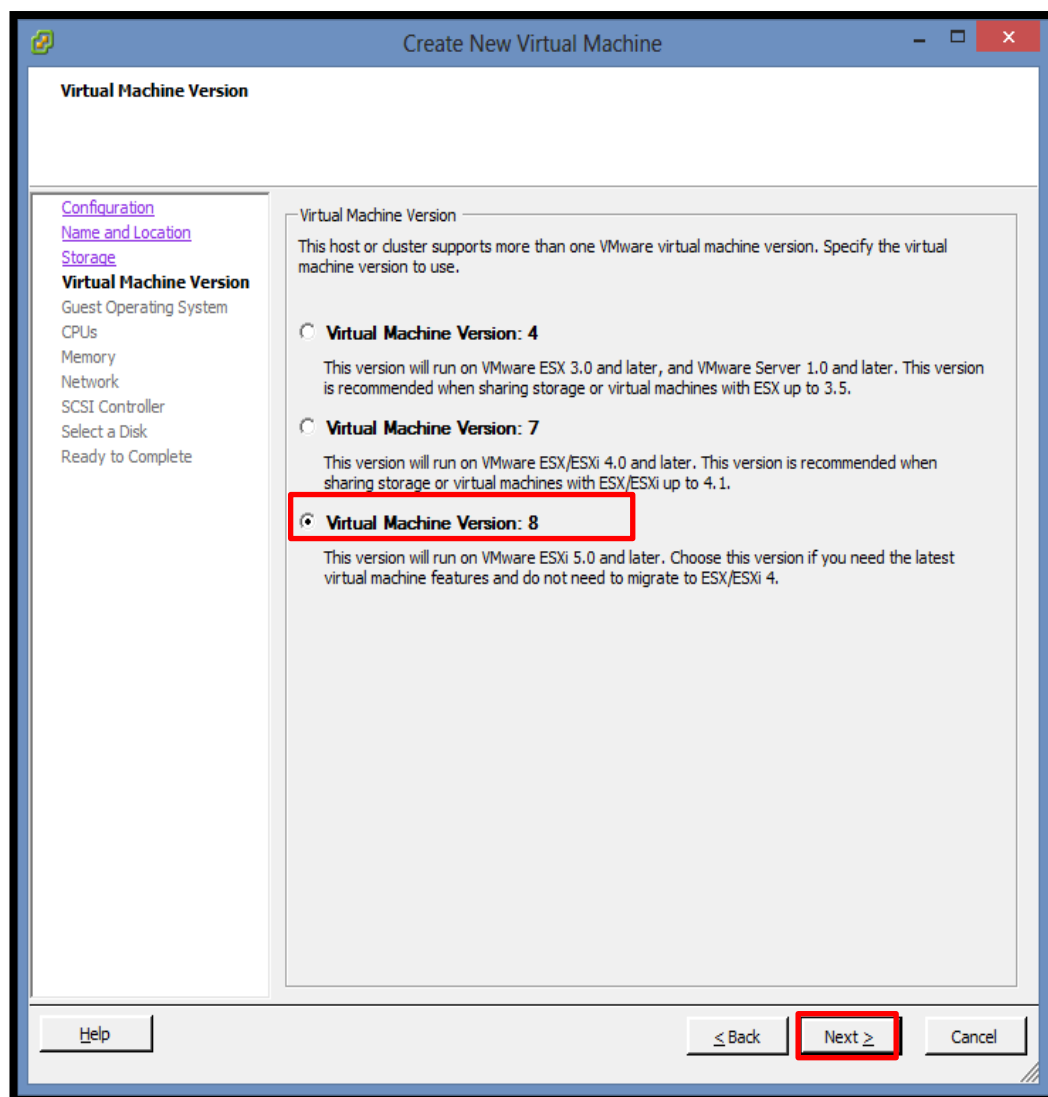 Create New Virtual Machine
Virtual Machine Version
Configuration
Name and Location
Storage
Virtual Machine Version
Guest Operating System
CPUs
Memory
Network
SCSI Controller
Select a Disk
Ready to Complete
Virtual Machine Version
This host or cluster supports more than one VMware virtual machine version. Specify the virtual
machine version to use.
Virtual Machine Version: 4
This version will run on VMware ESX 3.0 and later, and VMware Server 1.0 and later. This version
is recommended when sharing storage or virtual machines with ESX up to 3.5.
Virtual Machine Version: 7
This version will run on VMware ESX/ESXi 4.0 and later. This version is recommended when
sharing storage or virtual machines with ESX/ESXi up to 4.1.
Virtual Machine Version: 8
This version will run on VMware ESXi 5.0 and later. Choose this version if you need the latest
virtual machine features and do not need to migrate to ESX/ESXi 4.
Help
< Back
Next >
Cancel